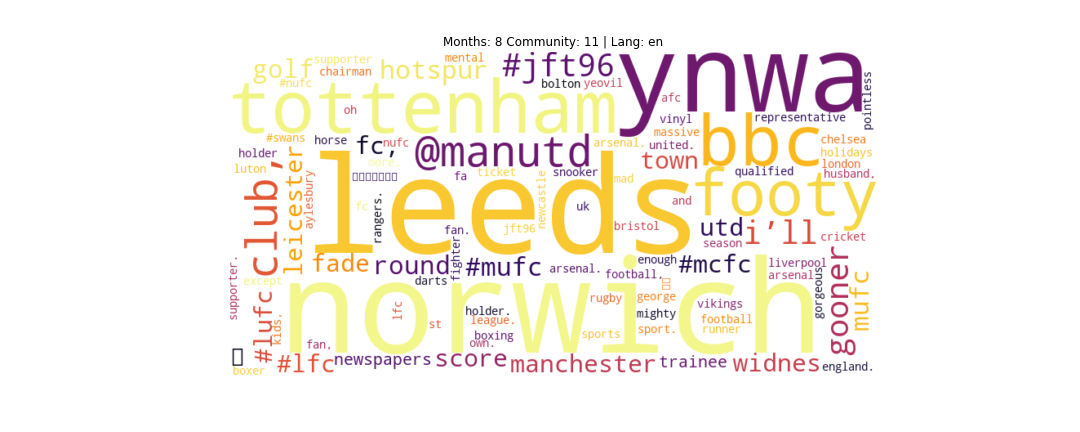 Months: 8 Community: 11 | Lang: en
golf
supporter
chairman
#nufc
hotspur
mental
#jft96
bolton
yeovil
ynwa
pointless
tottenham
oh
afc
vinyl
massive
representative
bbc
chelsea
holidays
london
husband,
#swans
horse
fc,
nufc
more.
@manutd
arsenal.
united.
town
holder
luton
club,
leicester
aylesbury
rangers.
fa
ticket
snooker
mad
qualified
footy
leeds
fc
jft96
newcastle
uk
and
bristol
utd
i'll
season
cricket
fan.
fighter
supporter.
except
#lufc
kids.
fade
round
#mufc
darts
arsenal.
football,
enough
#mcfc
liverpool
arsenal
gorgeous
gooner
mufc
norwich
lfc
st
holder.
league.
boxing
own.
rugby
sports
george
mighty
sport.
vikings
football
runner
fan,
boxer
#lfc
newspapers
score
manchester
trainee
widnes
england.